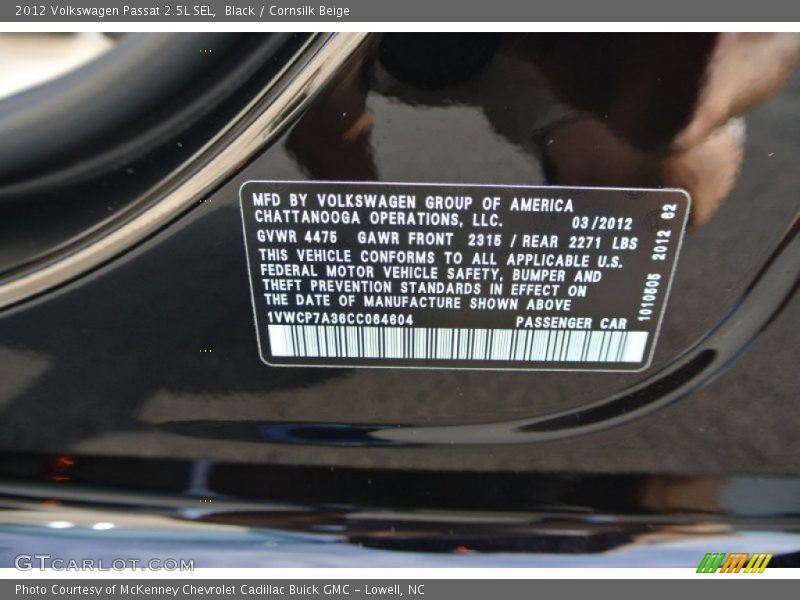 2012 Volkswagen Passat 2.5L SEL, Black / Cornsilk Beige
MFD BY VOLKSWAGEN GROUP OF AMERICA
CHATTANOOGA OPERATIONS, LLC. 03/2012
GVWR 4475 GAWR FRONT 2315 / REAR 2271 LBS
THIS VEHICLE CONFORMS TO ALL APPLICABLE U.S.
FEDERAL MOTOR VEHICLE SAFETY, BUMPER AND
THEFT PREVENTION STANDARDS IN EFFECT ON
THE DATE OF MANUFACTURE SHOWN ABOVE
1VWCP7A36CC064604 PASSENGER CAR
1010505 2012 62
GTCARLOT.COM
Photo Courtesy of McKenney Chevrolet Cadillac Buick GMC - Lowell, NC